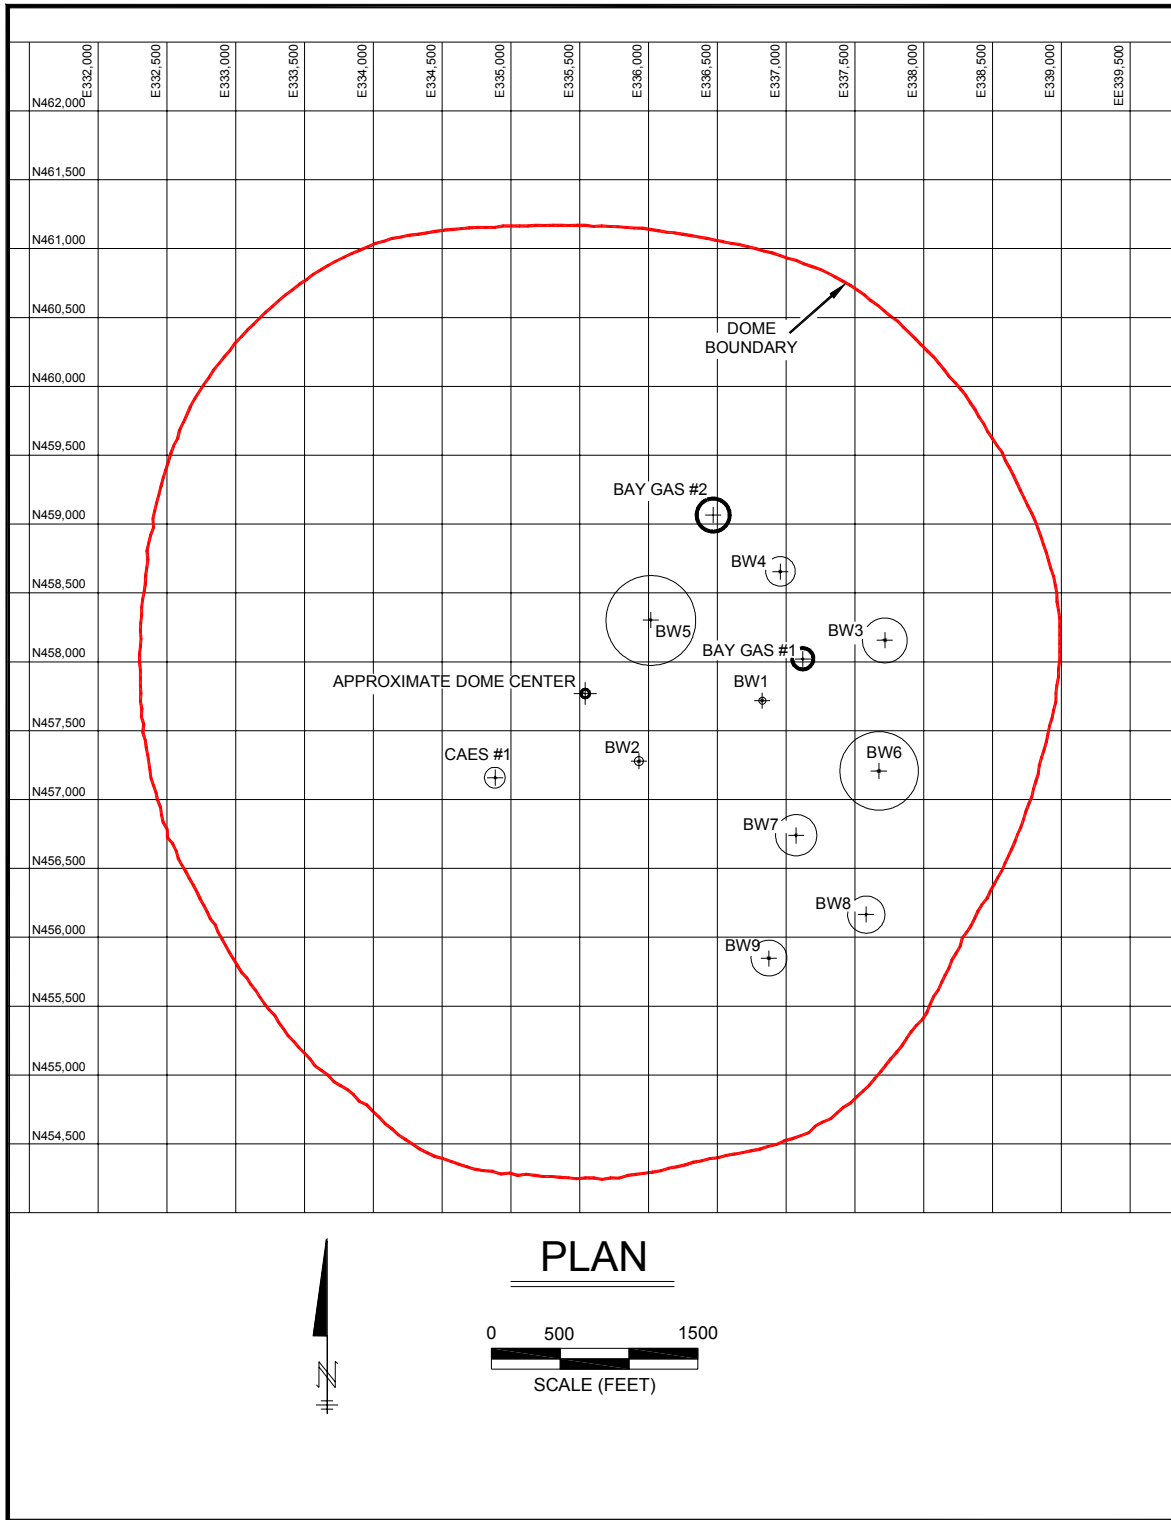 E332,000
E332,500
E333,000
E333,500
E334,000
E334,500
E335,000
E335,500
E336,000
E336,500
E337,000
E337,500
E338,000
E338,500
E339,000
EE339,500
N462,000
N461,500
N461,000
N460,500
DOME
BOUNDARY
N460,000
N459,500
BAY GAS #2
N459,000
BW4
N458,500
BW5
BW3
BAY GAS #1
N458,000
APPROXIMATE DOME CENTER
BW1
N457,500
BW2
CAES #1
BW6
N457,000
BW7
N456,500
BW8
N456,000
BW9
N455,500
N455,000
N454,500
PLAN
0 500 1500
SCALE (FEET)
N